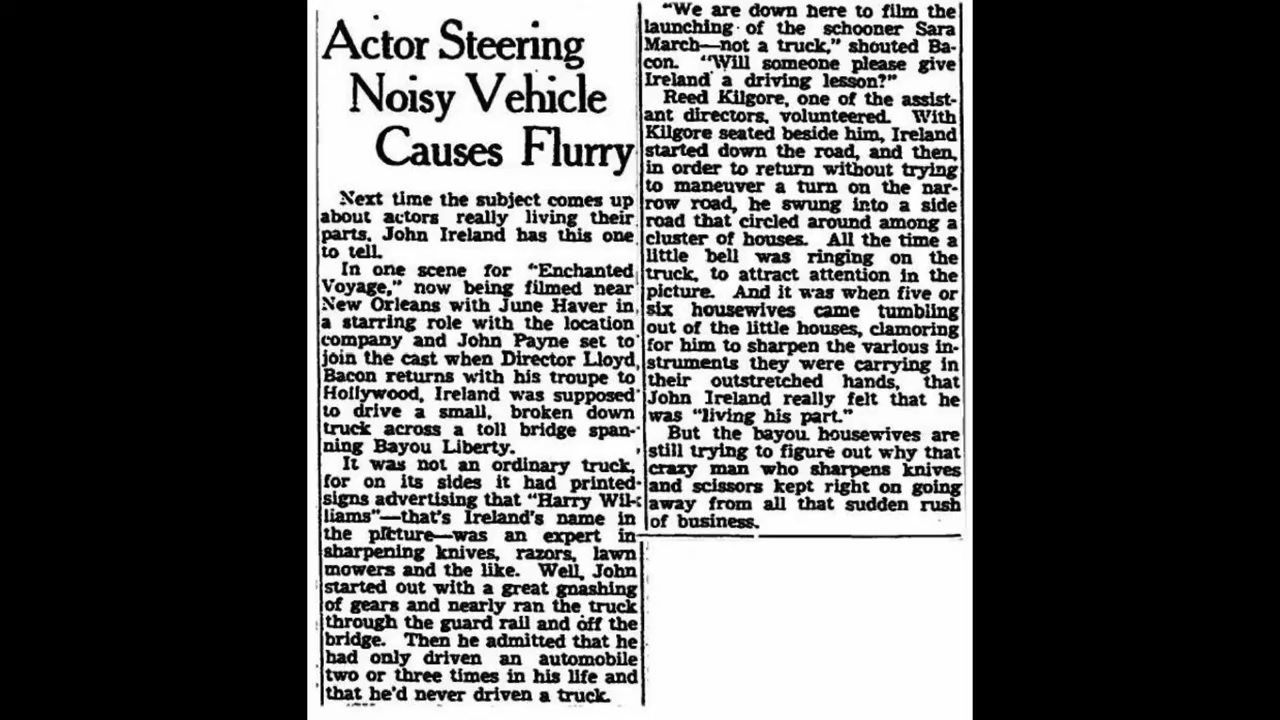 Actor Steering
Noisy Vehicle
Causes Flurry
Next time the subject comes up
about actors really living their
parts, John Ireland has this one
to tell.
In one scene for "Enchanted
Voyage," now being filmed near
New Orleans with June Haver in
a starring role with the location
company and John Payne set to
join the cast when Director Lloyd
Bacon returns with his troupe to
Hollywood, Ireland was supposed
to drive a small, broken down
truck across a toll bridge span-
ning Bayou Liberty.
It was not an ordinary truck,
for on its sides it had printed
signs advertising that "Harry Wil-
liams"—that's Ireland's name in
the picture—was an expert in
sharpening knives, razors, lawn
mowers and the like. Well, John
started out with a great gnashing
of gears and nearly ran the truck
through the guard rail and off the
bridge. Then he admitted that he
had only driven an automobile
two or three times in his life and
that he'd never driven a truck.
"We are down here to film the
launching of the schooner Sara
March—not a truck," shouted Ba-
con. "Will someone please give
Ireland a driving lesson?"
Reed Kilgore, one of the assist-
ant directors, volunteered. With
Kilgore seated beside him, Ireland
started down the road, and then,
in order to return without trying
to maneuver a turn on the nar-
row road, he swung into a side
road that circled around among a
cluster of houses. All the time a
little bell was ringing on the
truck, to attract attention in the
picture. And it was when five or
six housewives came tumbling
out of the little houses, clamoring
for him to sharpen the various in-
struments they were carrying in
their outstretched hands, that
John Ireland really felt that he
was "living his part."
But the bayou housewives are
still trying to figure out why that
crazy man who sharpens knives
and scissors kept right on going
away from all that sudden rush
of business.